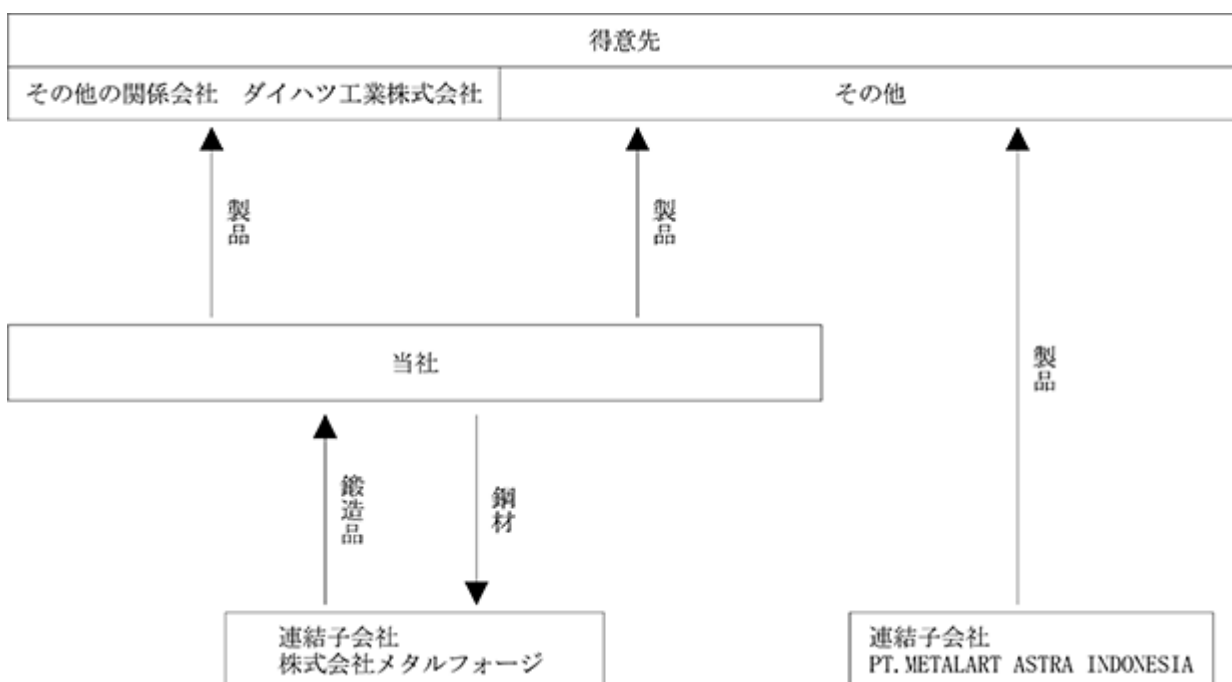 得意先
その他の関係会社　ダイハツ工業株式会社
その他
製品
製品
製品
当社
鍛造品
鋼材
連結子会社
株式会社メタルフォージ
連結子会社
PT.METALART ASTRA INDONESIA